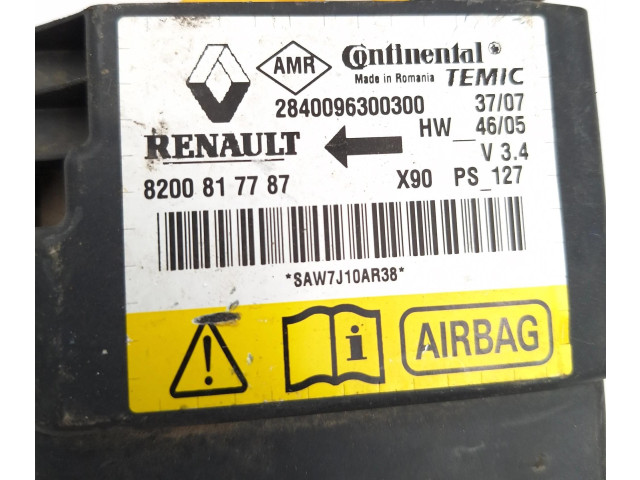 AMR
Continental
Made in Romania TEMIC
2840096300300 37/07
RENAULT HW__46/05
V 3.4
8200 81 77 87 X90 PS_127
*SAW7J10AR38*
i AIRBAG